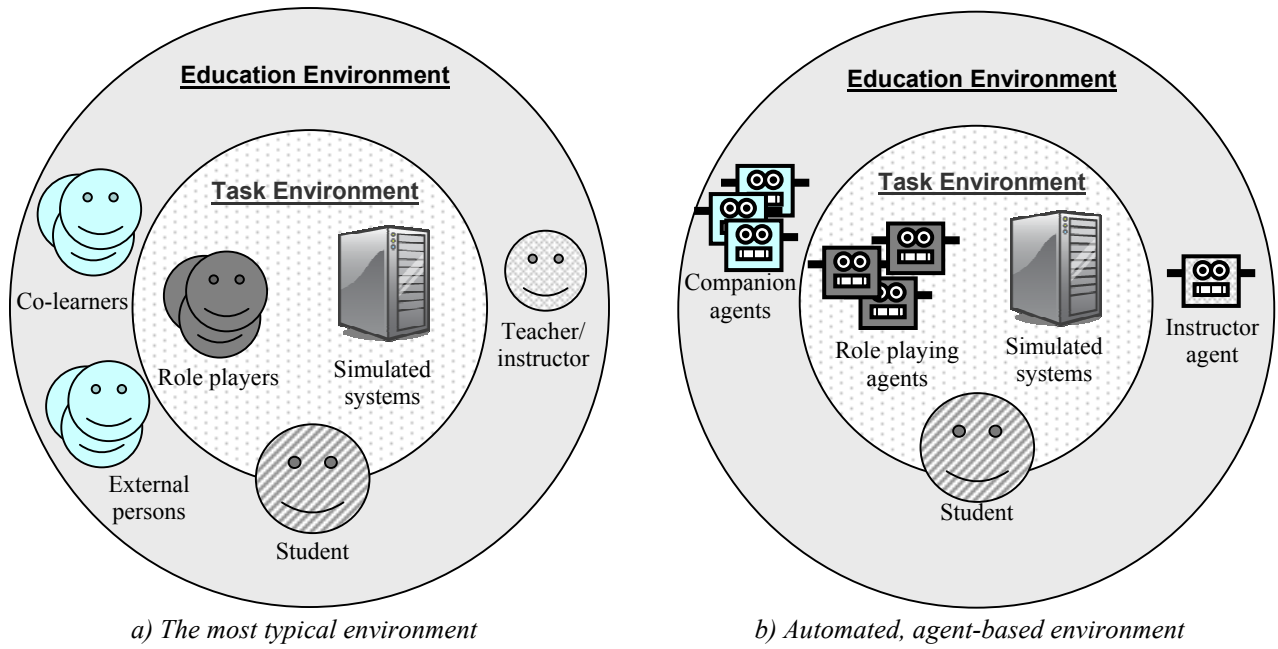 Education Environment
Task Environment
Co-learners
Role players
Simulated
systems
Teacher/
instructor
External
persons
Student
a) The most typical environment
Education Environment
Task Environment
Companion
agents
Role playing
agents
Simulated
systems
Instructor
agent
Student
b) Automated, agent-based environment